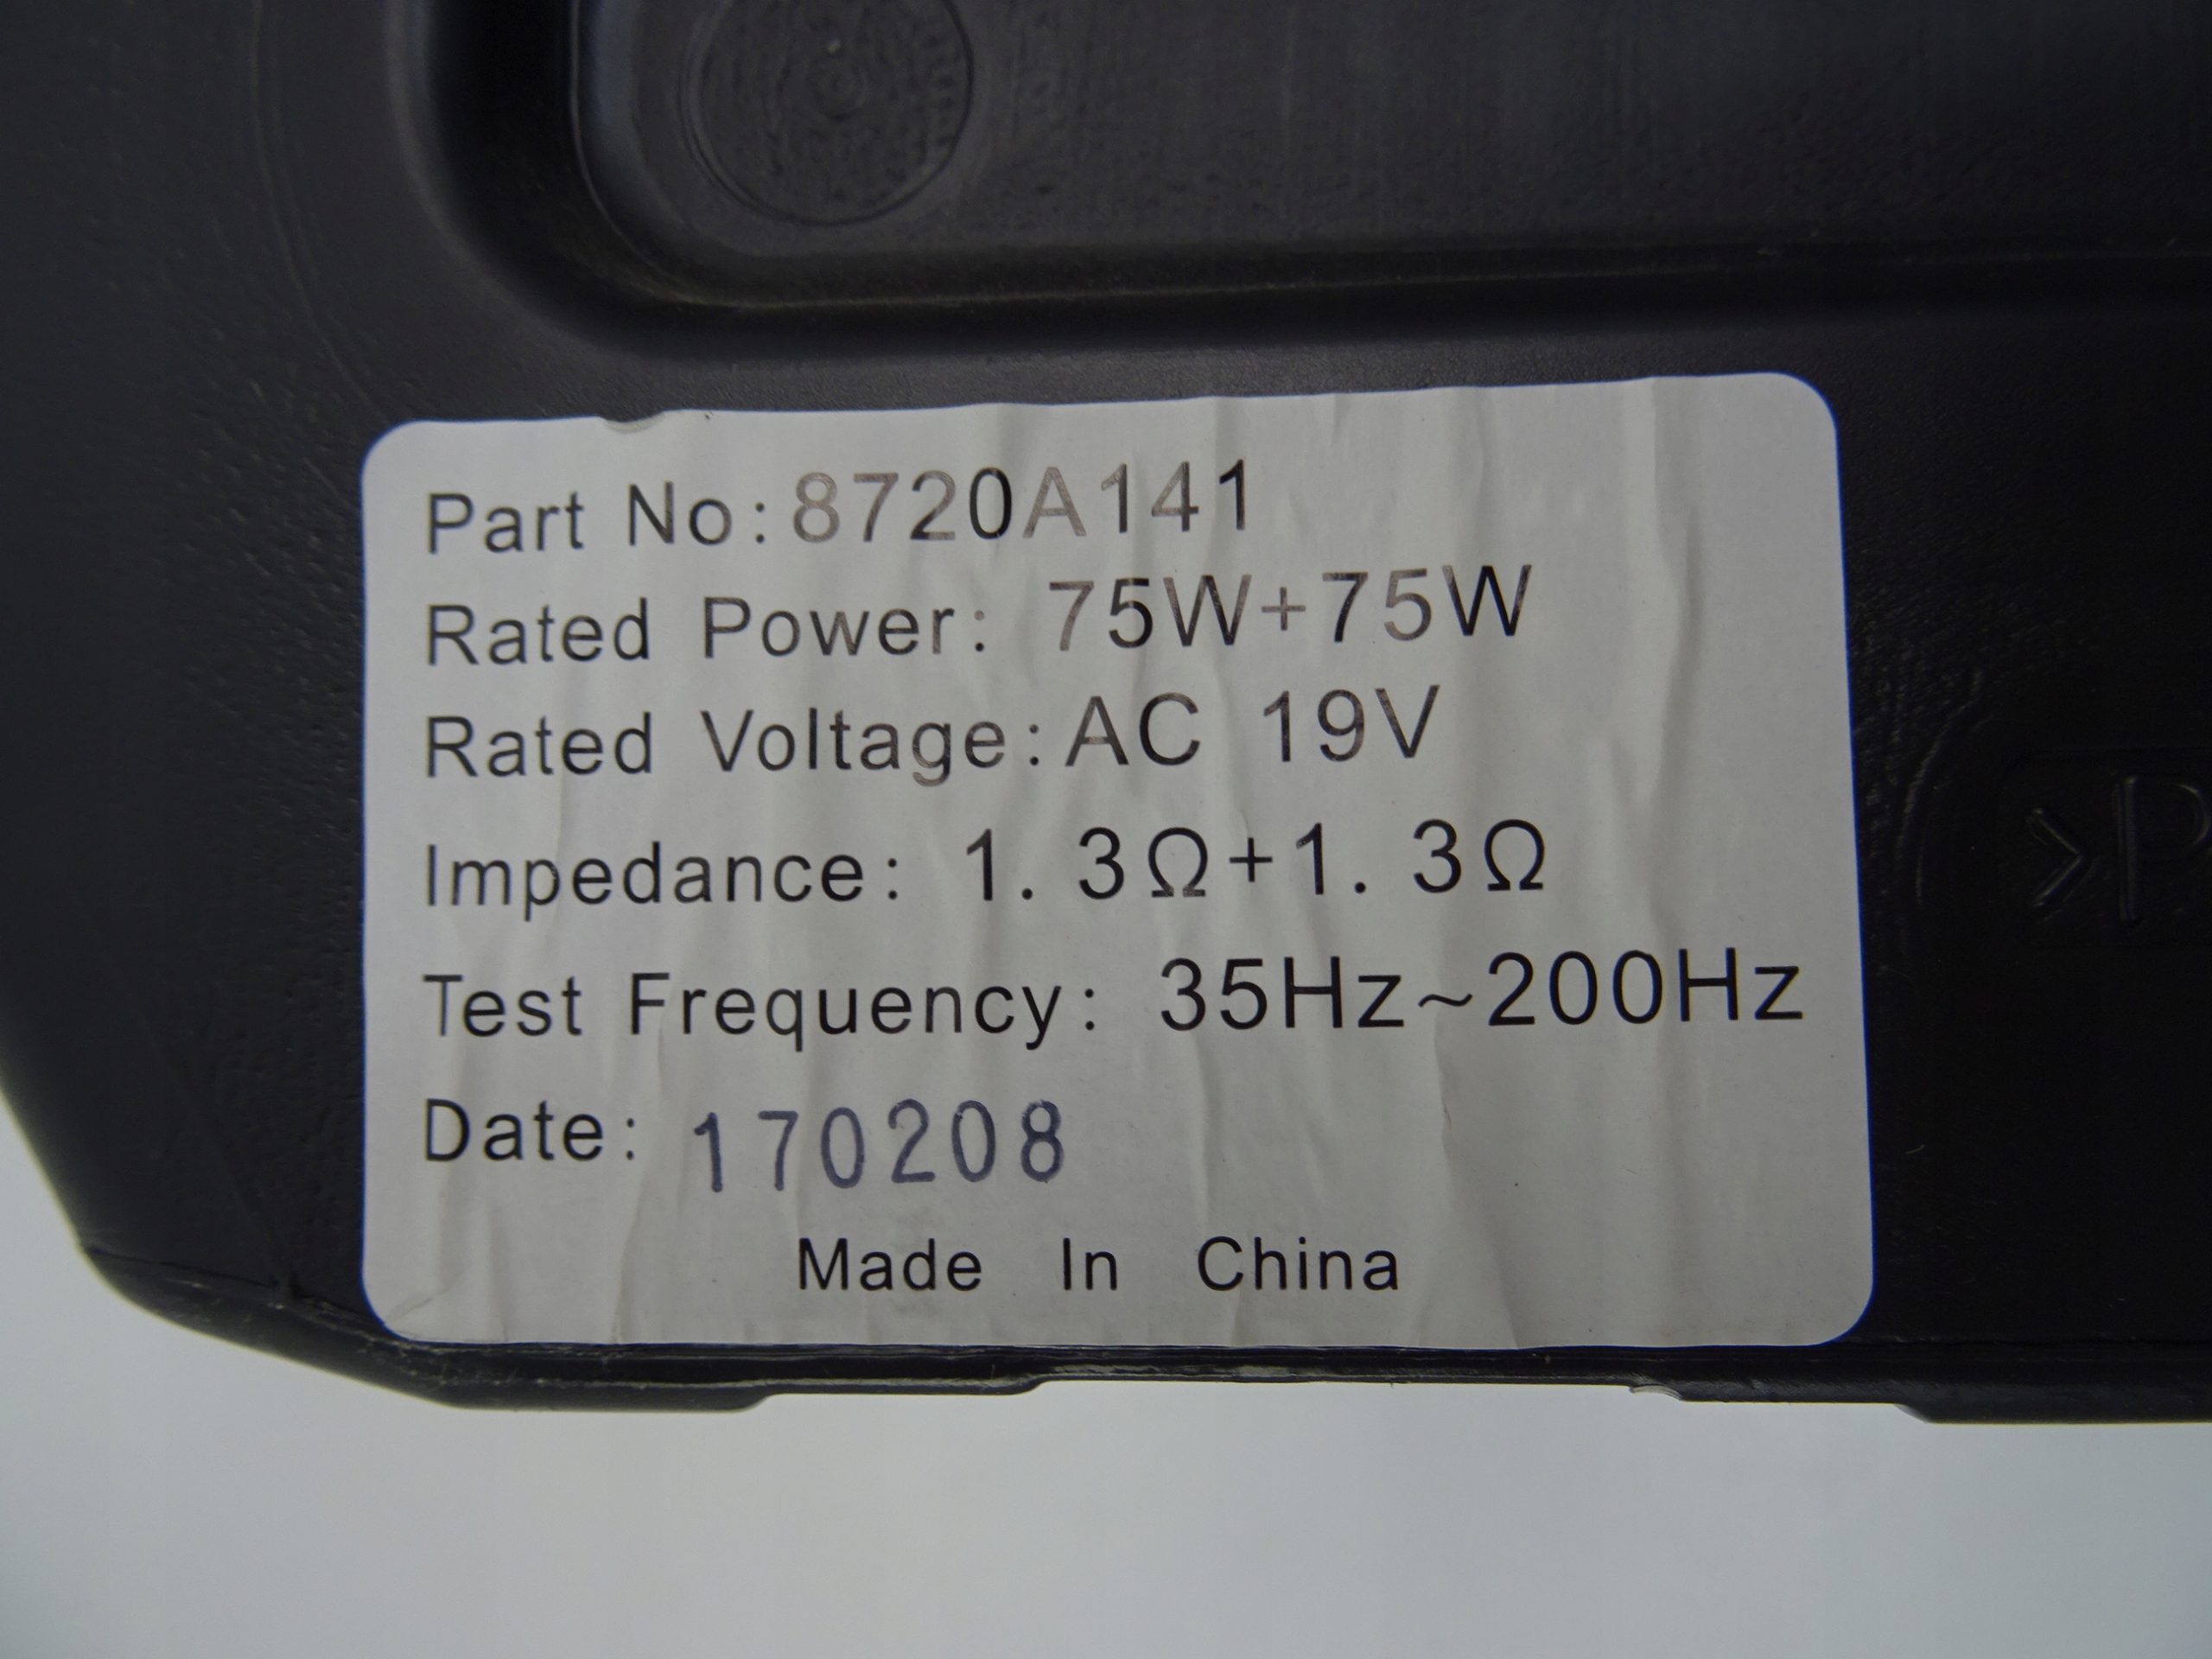 Part No:8720A141
Rated Power: 75W+75W
Rated Voltage:AC 19V
Impedance: 1. 3Ω+1. 3Ω
Test Frequency: 35Hz~200Hz
Date: 170208
Made In China
>P